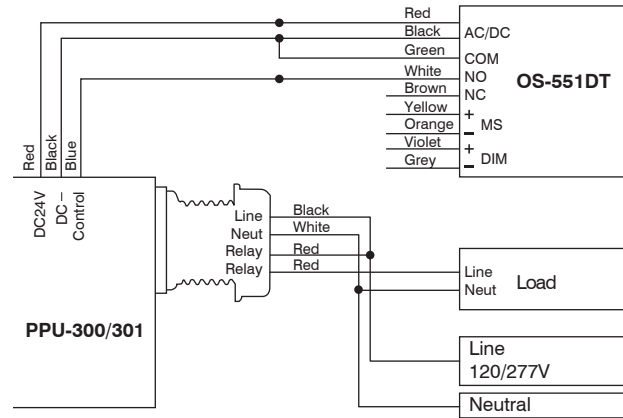 Red
Black
Green
White
Brown
Yellow
Orange
Violet
Grey
AC/DC
COM
NO
NC
+
− MS
+
− DIM
OS-551DT
Red
Black
Blue
DC24V
DC −
Control
PPU-300/301
Line
Neut
Relay
Relay
Black
White
Red
Red
Line
Neut
Load
Line
120/277V
Neutral